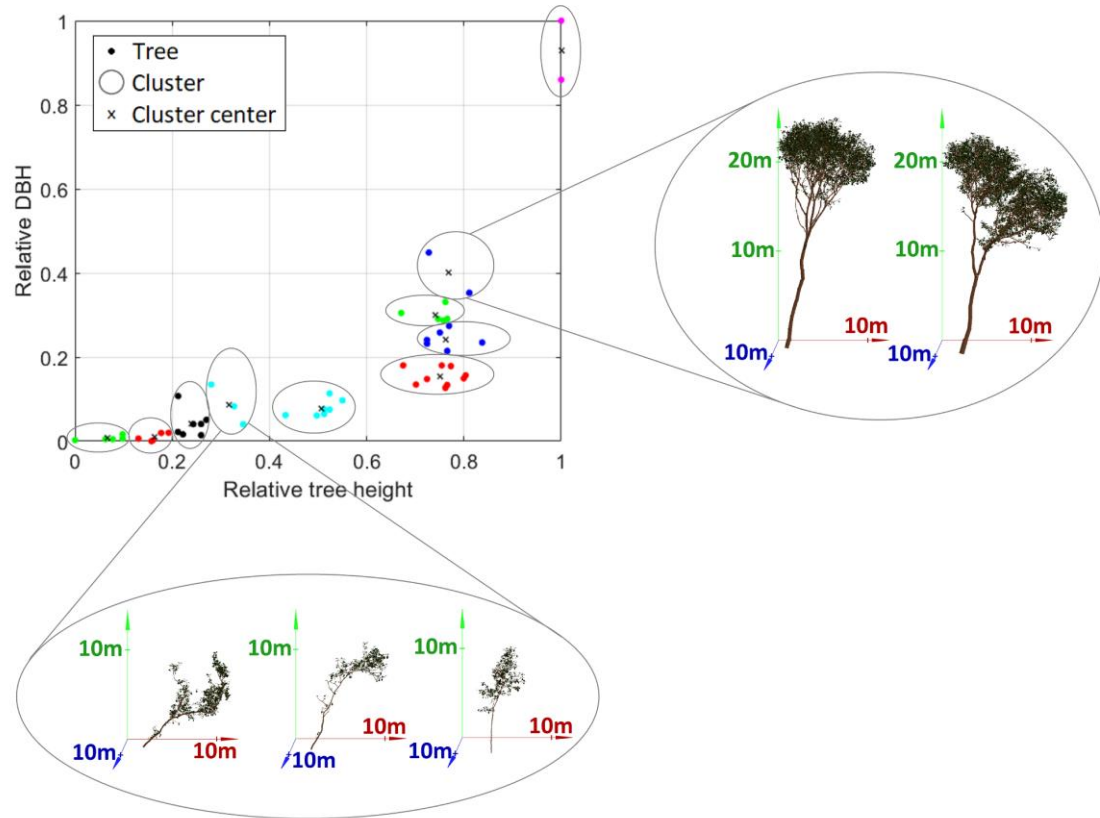 1
Tree
Cluster
Cluster center
0.8
0.6
0.4
0.2
0
Relative DBH
0 0.2 0.4 0.6 0.8 1
Relative tree height
20m 20m
10m 10m
10m 10m
10m 10m
10m 10m 10m
10m 10m 10m
10m 10m 10m